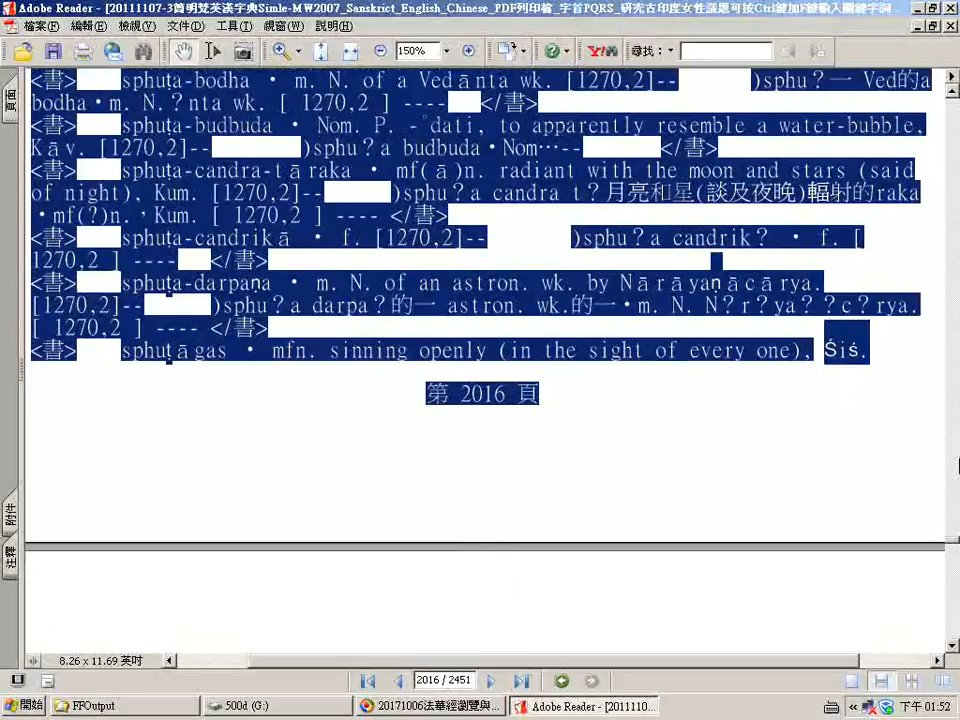 Adobe Reader - [20111107-3簡明梵英漢字典Simle-MW2007_Sanskrict_English_Chinese_PDF列印檔_字首PQRS_研究古印度女性議題可按Ctrl鍵加F鍵輸入關鍵字詞...
檔案(F) 編輯(E) 檢視(V) 文件(D) 工具(T) 視窗(W) 說明(H)
150% Y! 尋找：
頁面
<書> sphuṭa-bodha ‧ m. N. of a Vedānta wk. [1270,2]-- )sphu？一 Ved的a
bodha‧m. N.？nta wk. [ 1270,2 ] ---- </書>
<書> sphuṭa-budbuda ‧ Nom. P. -°dati, to apparently resemble a water-bubble,
Kāv. [1270,2]-- )sphu？a budbuda‧Nom…-- </書>
<書> sphuṭa-candra-tāraka ‧ mf(ā)n. radiant with the moon and stars (said
of night), Kum. [1270,2]-- )sphu？a candra t？月亮和星(談及夜晚)輻射的raka
‧mf(?)n.，Kum. [ 1270,2 ] ---- </書>
<書> sphuṭa-candrikā ‧ f. [1270,2]-- )sphu？a candrik？ ‧ f. [
1270,2 ] ---- </書>
<書> sphuṭa-darpaṇa ‧ m. N. of an astron. wk. by Nārāyaṇācārya.
[1270,2]-- )sphu？a darpa？的一 astron. wk.的一‧m. N. N？r？ya？？c？rya.
[ 1270,2 ] ---- </書>
<書> sphuṭāgas ‧ mfn. sinning openly (in the sight of every one), Śiś.
第 2016 頁
附件
注釋
8.26 x 11.69 英吋
2016 / 2451
開始 FFOutput 500d (G:) 20171006法華經瀏覽與... Adobe Reader - [2011110... 下午 01:52